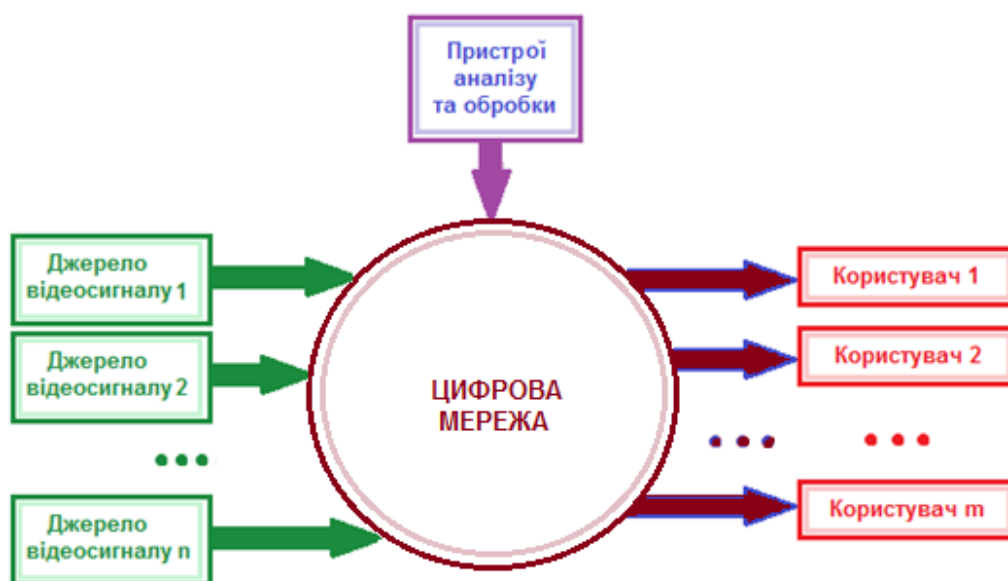 Пристрої
аналізу
та обробки
Джерело
відеосигналу 1
Джерело
відеосигналу 2
Джерело
відеосигналу n
ЦИФРОВА
МЕРЕЖА
Користувач 1
Користувач 2
Користувач m